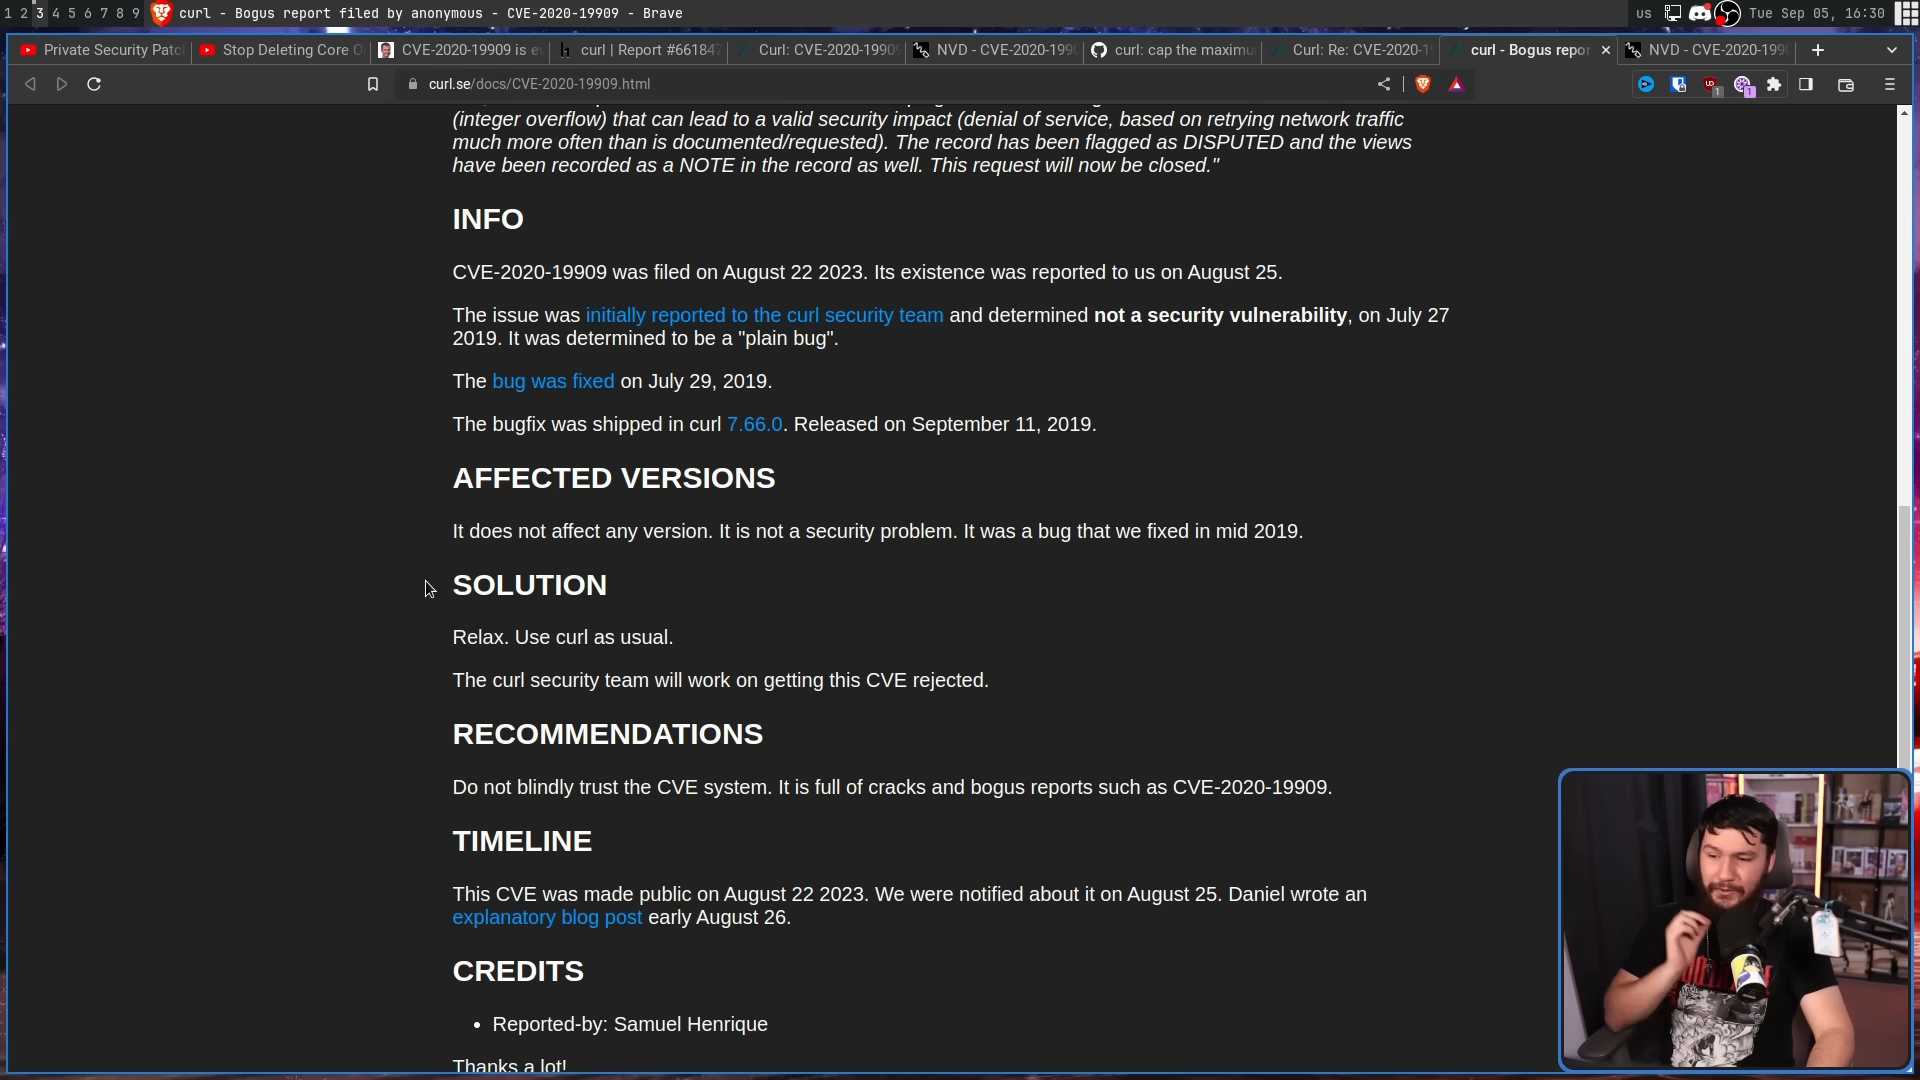 1 2 3 4 5 6 7 8 9 curl - Bogus report filed by anonymous - CVE-2020-19909 - Brave us Tue Sep 05, 16:30
Private Security Patc Stop Deleting Core O CVE-2020-19909 is e curl | Report #661847 Curl: CVE-2020-1990 NVD - CVE-2020-1990 curl: cap the maximu Curl: Re: CVE-2020-1 curl - Bogus repor NVD - CVE-2020-1990
curl.se/docs/CVE-2020-19909.html
(integer overflow) that can lead to a valid security impact (denial of service, based on retrying network traffic
much more often than is documented/requested). The record has been flagged as DISPUTED and the views
have been recorded as a NOTE in the record as well. This request will now be closed."
INFO
CVE-2020-19909 was filed on August 22 2023. Its existence was reported to us on August 25.
The issue was initially reported to the curl security team and determined not a security vulnerability, on July 27
2019. It was determined to be a "plain bug".
The bug was fixed on July 29, 2019.
The bugfix was shipped in curl 7.66.0. Released on September 11, 2019.
AFFECTED VERSIONS
It does not affect any version. It is not a security problem. It was a bug that we fixed in mid 2019.
SOLUTION
Relax. Use curl as usual.
The curl security team will work on getting this CVE rejected.
RECOMMENDATIONS
Do not blindly trust the CVE system. It is full of cracks and bogus reports such as CVE-2020-19909.
TIMELINE
This CVE was made public on August 22 2023. We were notified about it on August 25. Daniel wrote an
explanatory blog post early August 26.
CREDITS
• Reported-by: Samuel Henrique
Thanks a lot!